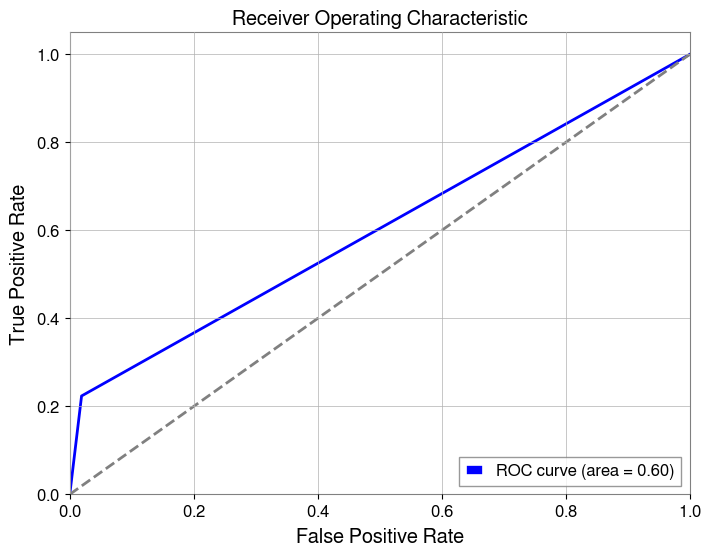 Receiver Operating Characteristic
1.0
0.8
0.6
0.4
0.2
0.0
True Positive Rate
ROC curve (area = 0.60)
0.0 0.2 0.4 0.6 0.8 1.0
False Positive Rate